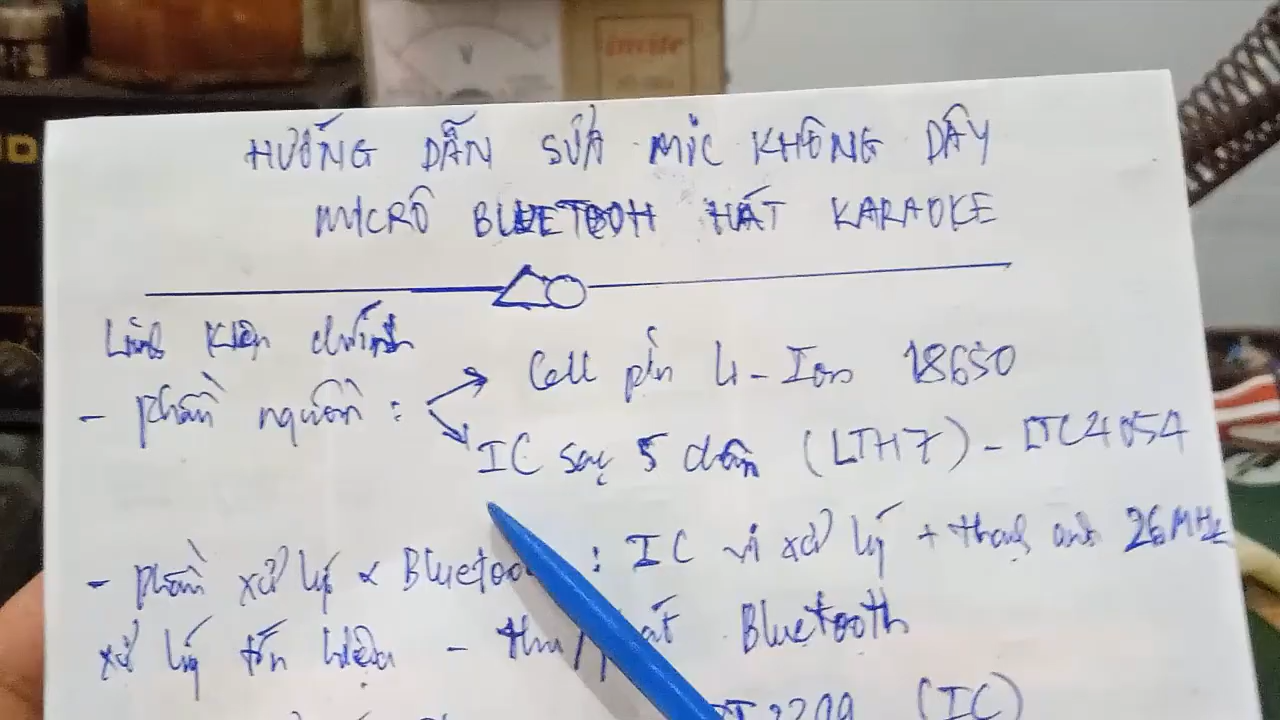 V
HƯỚNG DẪN SỬA MIC KHÔNG DÂY
MICRÔ BLUETOOH HÁT KARAOKE
Linh kiện chính
- phần nguồn :
Cell pin Li-Ion 18650
IC sạc 5 chân (LTH7) - LTC4054
- phần xử lý & Bluetoo : IC vi xử lý + thạch anh 26MHz
xử lý tín hiệu - thu phát Bluetooth
(IC)